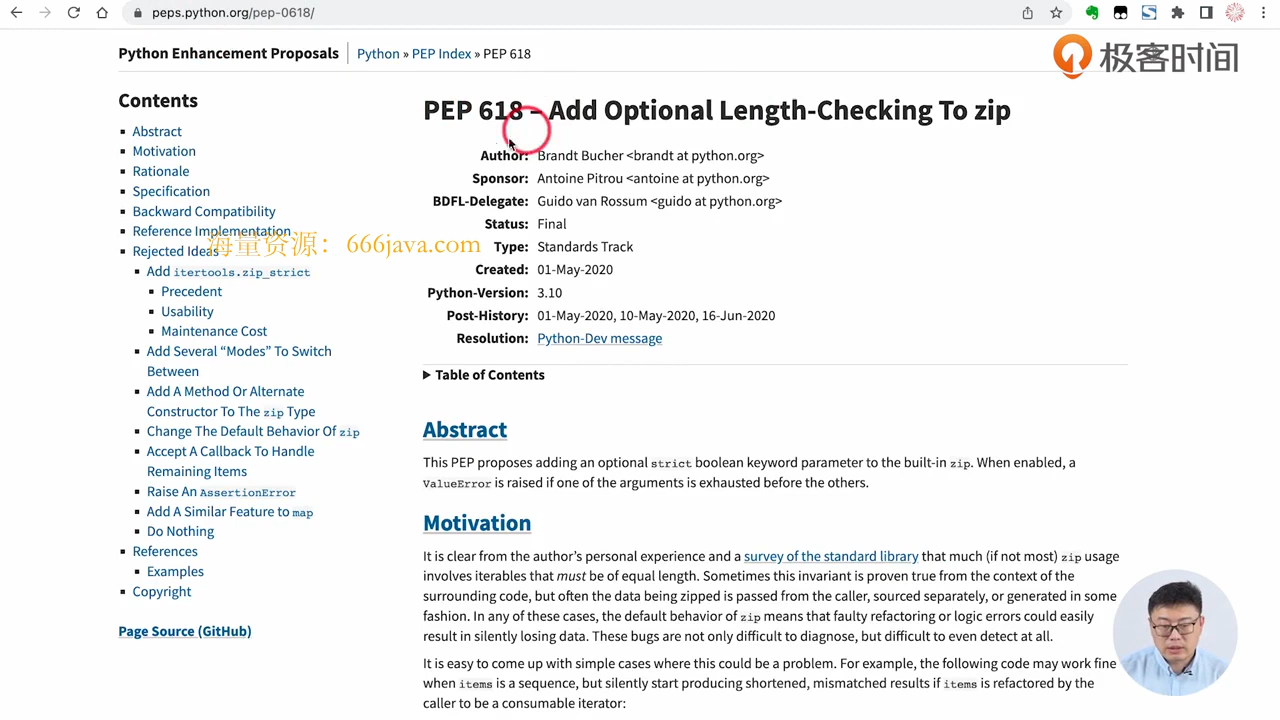 peps.python.org/pep-0618/
Python Enhancement Proposals
Python » PEP Index » PEP 618
极客时间
Contents
Abstract
Motivation
Rationale
Specification
Backward Compatibility
Reference Implementation
Rejected Ideas
Add itertools.zip_strict
Precedent
Usability
Maintenance Cost
Add Several “Modes” To Switch
Between
Add A Method Or Alternate
Constructor To The zip Type
Change The Default Behavior Of zip
Accept A Callback To Handle
Remaining Items
Raise An AssertionError
Add A Similar Feature to map
Do Nothing
References
Examples
Copyright
Page Source (GitHub)
海量资源：666java.com
PEP 618 – Add Optional Length-Checking To zip
Author: Brandt Bucher <brandt at python.org>
Sponsor: Antoine Pitrou <antoine at python.org>
BDFL-Delegate: Guido van Rossum <guido at python.org>
Status: Final
Type: Standards Track
Created: 01-May-2020
Python-Version: 3.10
Post-History: 01-May-2020, 10-May-2020, 16-Jun-2020
Resolution: Python-Dev message
Table of Contents
Abstract
This PEP proposes adding an optional strict boolean keyword parameter to the built-in zip. When enabled, a
ValueError is raised if one of the arguments is exhausted before the others.
Motivation
It is clear from the author’s personal experience and a survey of the standard library that much (if not most) zip usage
involves iterables that must be of equal length. Sometimes this invariant is proven true from the context of the
surrounding code, but often the data being zipped is passed from the caller, sourced separately, or generated in some
fashion. In any of these cases, the default behavior of zip means that faulty refactoring or logic errors could easily
result in silently losing data. These bugs are not only difficult to diagnose, but difficult to even detect at all.
It is easy to come up with simple cases where this could be a problem. For example, the following code may work fine
when items is a sequence, but silently start producing shortened, mismatched results if items is refactored by the
caller to be a consumable iterator: